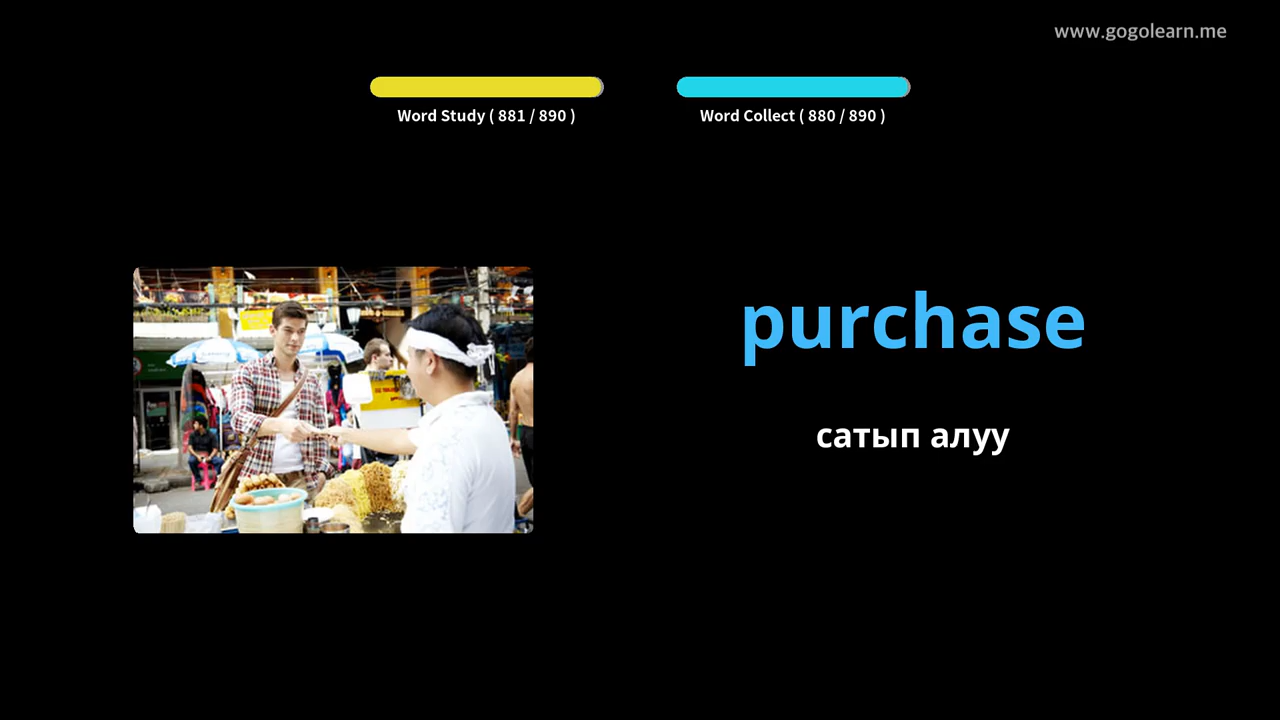 www.gogolearn.me
Word Study ( 881 / 890 )
Word Collect ( 880 / 890 )
purchase
сатып алуу